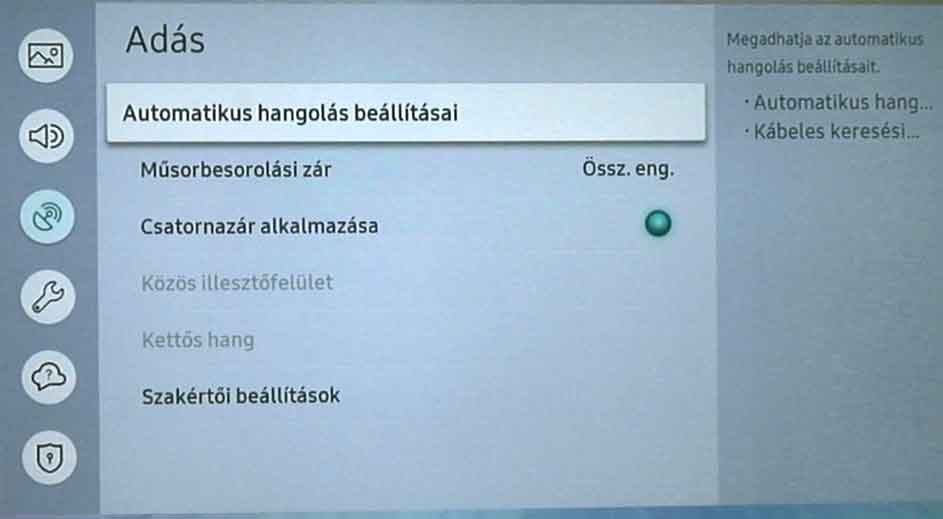 Adás
Automatikus hangolás beállításai
Műsorbesorolási zár Össz. eng.
Csatornazár alkalmazása
Közös illesztőfelület
Kettős hang
Szakértői beállítások
Megadhatja az automatikus
hangolás beállításait.
· Automatikus hang...
· Kábeles keresési...